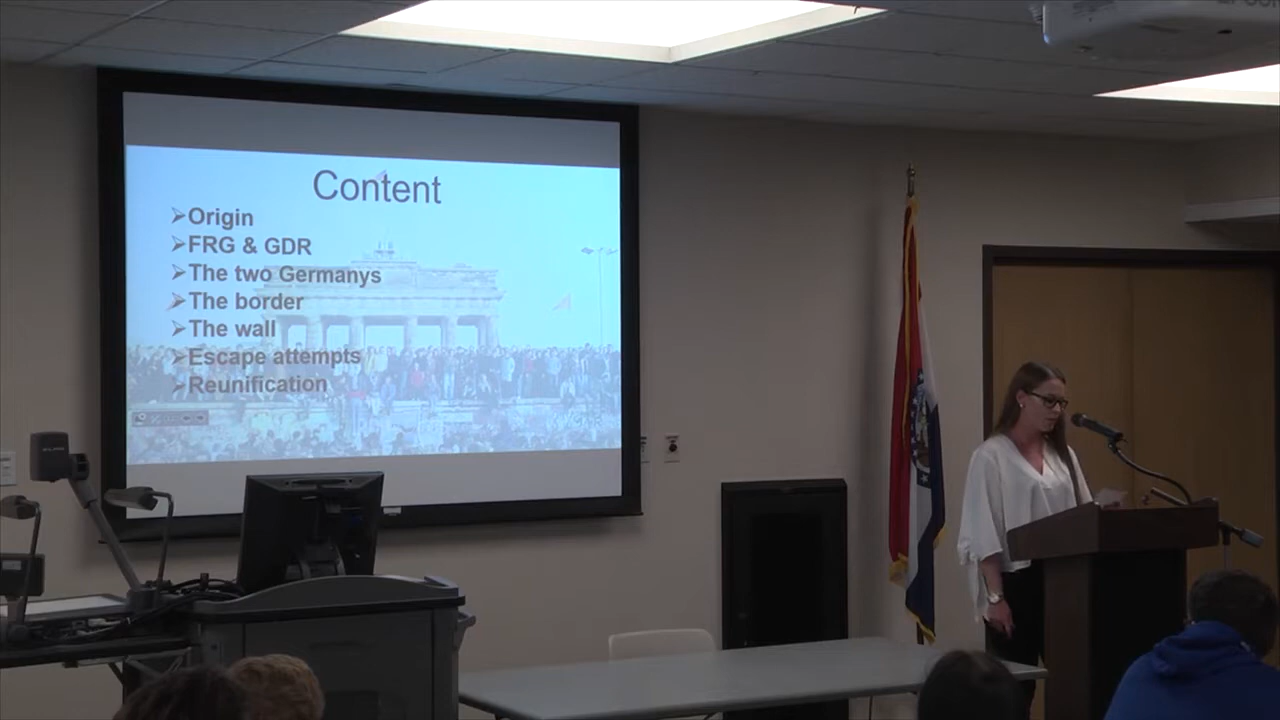 Content
➢Origin
➢FRG & GDR
➢The two Germanys
➢The border
➢The wall
➢Escape attempts
➢Reunification